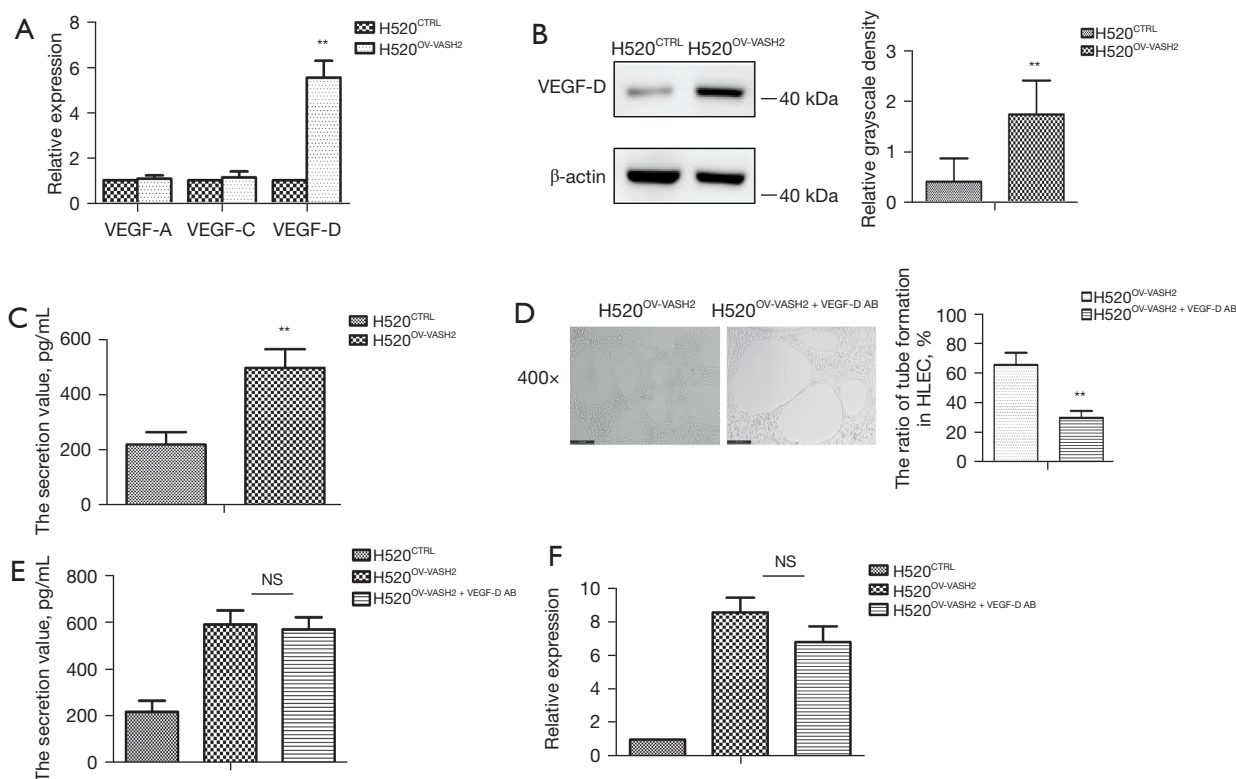 A
Relative expression
8
6
4
2
0
VEGF-A VEGF-C VEGF-D
**
H520CTRL
H520OV-VASH2
B
H520CTRL H520OV-VASH2
VEGF-D
40 kDa
β-actin
40 kDa
Relative grayscale density
3
2
1
0
**
H520CTRL
H520OV-VASH2
C
The secretion value, pg/mL
600
400
200
0
**
H520CTRL
H520OV-VASH2
D
H520OV-VASH2 H520OV-VASH2 + VEGF-D AB
400×
The ratio of tube formation
in HLEC, %
100
80
60
40
20
0
**
H520OV-VASH2
H520OV-VASH2 + VEGF-D AB
E
The secretion value, pg/mL
800
600
400
200
0
NS
H520CTRL
H520OV-VASH2
H520OV-VASH2 + VEGF-D AB
F
Relative expression
10
8
6
4
2
0
NS
H520CTRL
H520OV-VASH2
H520OV-VASH2 + VEGF-D AB